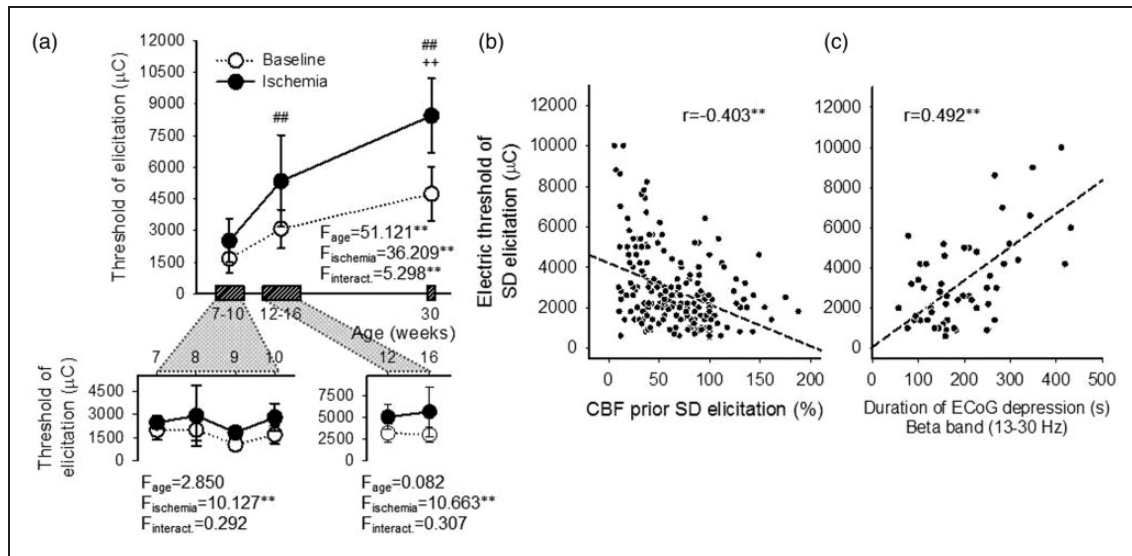 (a)
Threshold of elicitation (μC)
12000
10500
9000
7500
6000
4500
3000
1500
0
Baseline
Ischemia
##
##
++
Fage=51.121**
Fischemia=36.209**
Finteract.=5.298**
7-10
12-16
30
Age (weeks)
7
8
9
10
12
16
Threshold of
elicitation (μC)
4500
3000
1500
0
7500
5000
2500
0
Fage=2.850
Fischemia=10.127**
Finteract.=0.292
Fage=0.082
Fischemia=10.663**
Finteract.=0.307
(b)
Electric threshold of
SD elicitation (μC)
12000
10000
8000
6000
4000
2000
0
r=-0.403**
0
50
100
150
200
CBF prior SD elicitation (%)
(c)
12000
10000
8000
6000
4000
2000
0
r=0.492**
0
100
200
300
400
500
Duration of ECoG depression (s)
Beta band (13-30 Hz)